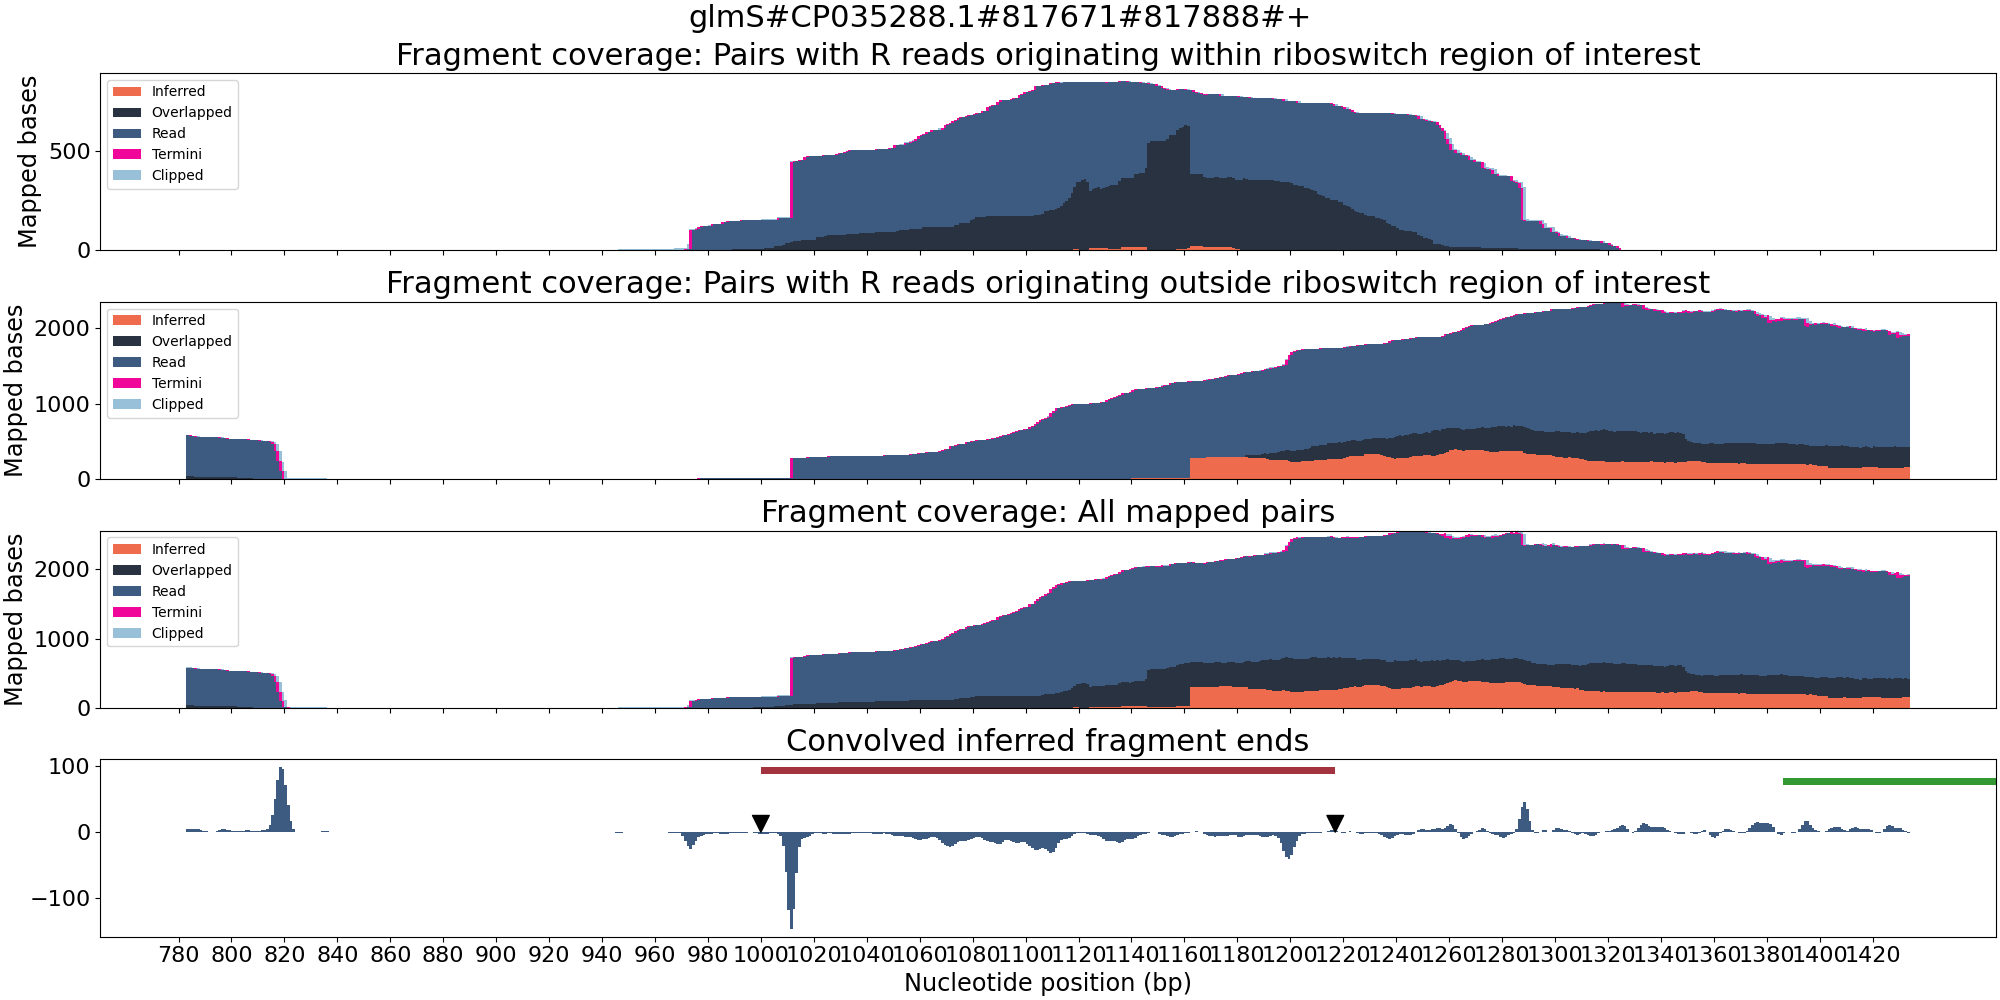 glmS#CP035288.1#817671#817888#+
Fragment coverage: Pairs with R reads originating within riboswitch region of interest
Mapped bases
500
0
Inferred
Overlapped
Read
Termini
Clipped
Fragment coverage: Pairs with R reads originating outside riboswitch region of interest
Mapped bases
2000
1000
0
Inferred
Overlapped
Read
Termini
Clipped
Fragment coverage: All mapped pairs
Mapped bases
2000
1000
0
Inferred
Overlapped
Read
Termini
Clipped
Convolved inferred fragment ends
100
0
−100
780 800 820 840 860 880 900 920 940 960 980 1000 1020 1040 1060 1080 1100 1120 1140 1160 1180 1200 1220 1240 1260 1280 1300 1320 1340 1360 1380 1400 1420
Nucleotide position (bp)